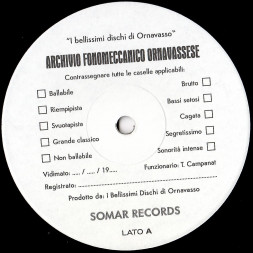 "I bellissimi dischi di Ornavasso"
ARCHIVIO FONOMECCANICO ORNAVASSESE
Contrassegnare tutte le caselle applicabili:
Ballabile
Brutto
Riempipista
Bassi setosi
Svuotapista
Cagata
Grande classico
Segretissimo
Non ballabile
Sonorità intense
Vidimato: ..... / ..... / 19.....
Funzionario: T. Campanat
Registrato:
Prodotto da: I Bellissimi Dischi di Ornavasso
SOMAR RECORDS
LATO A